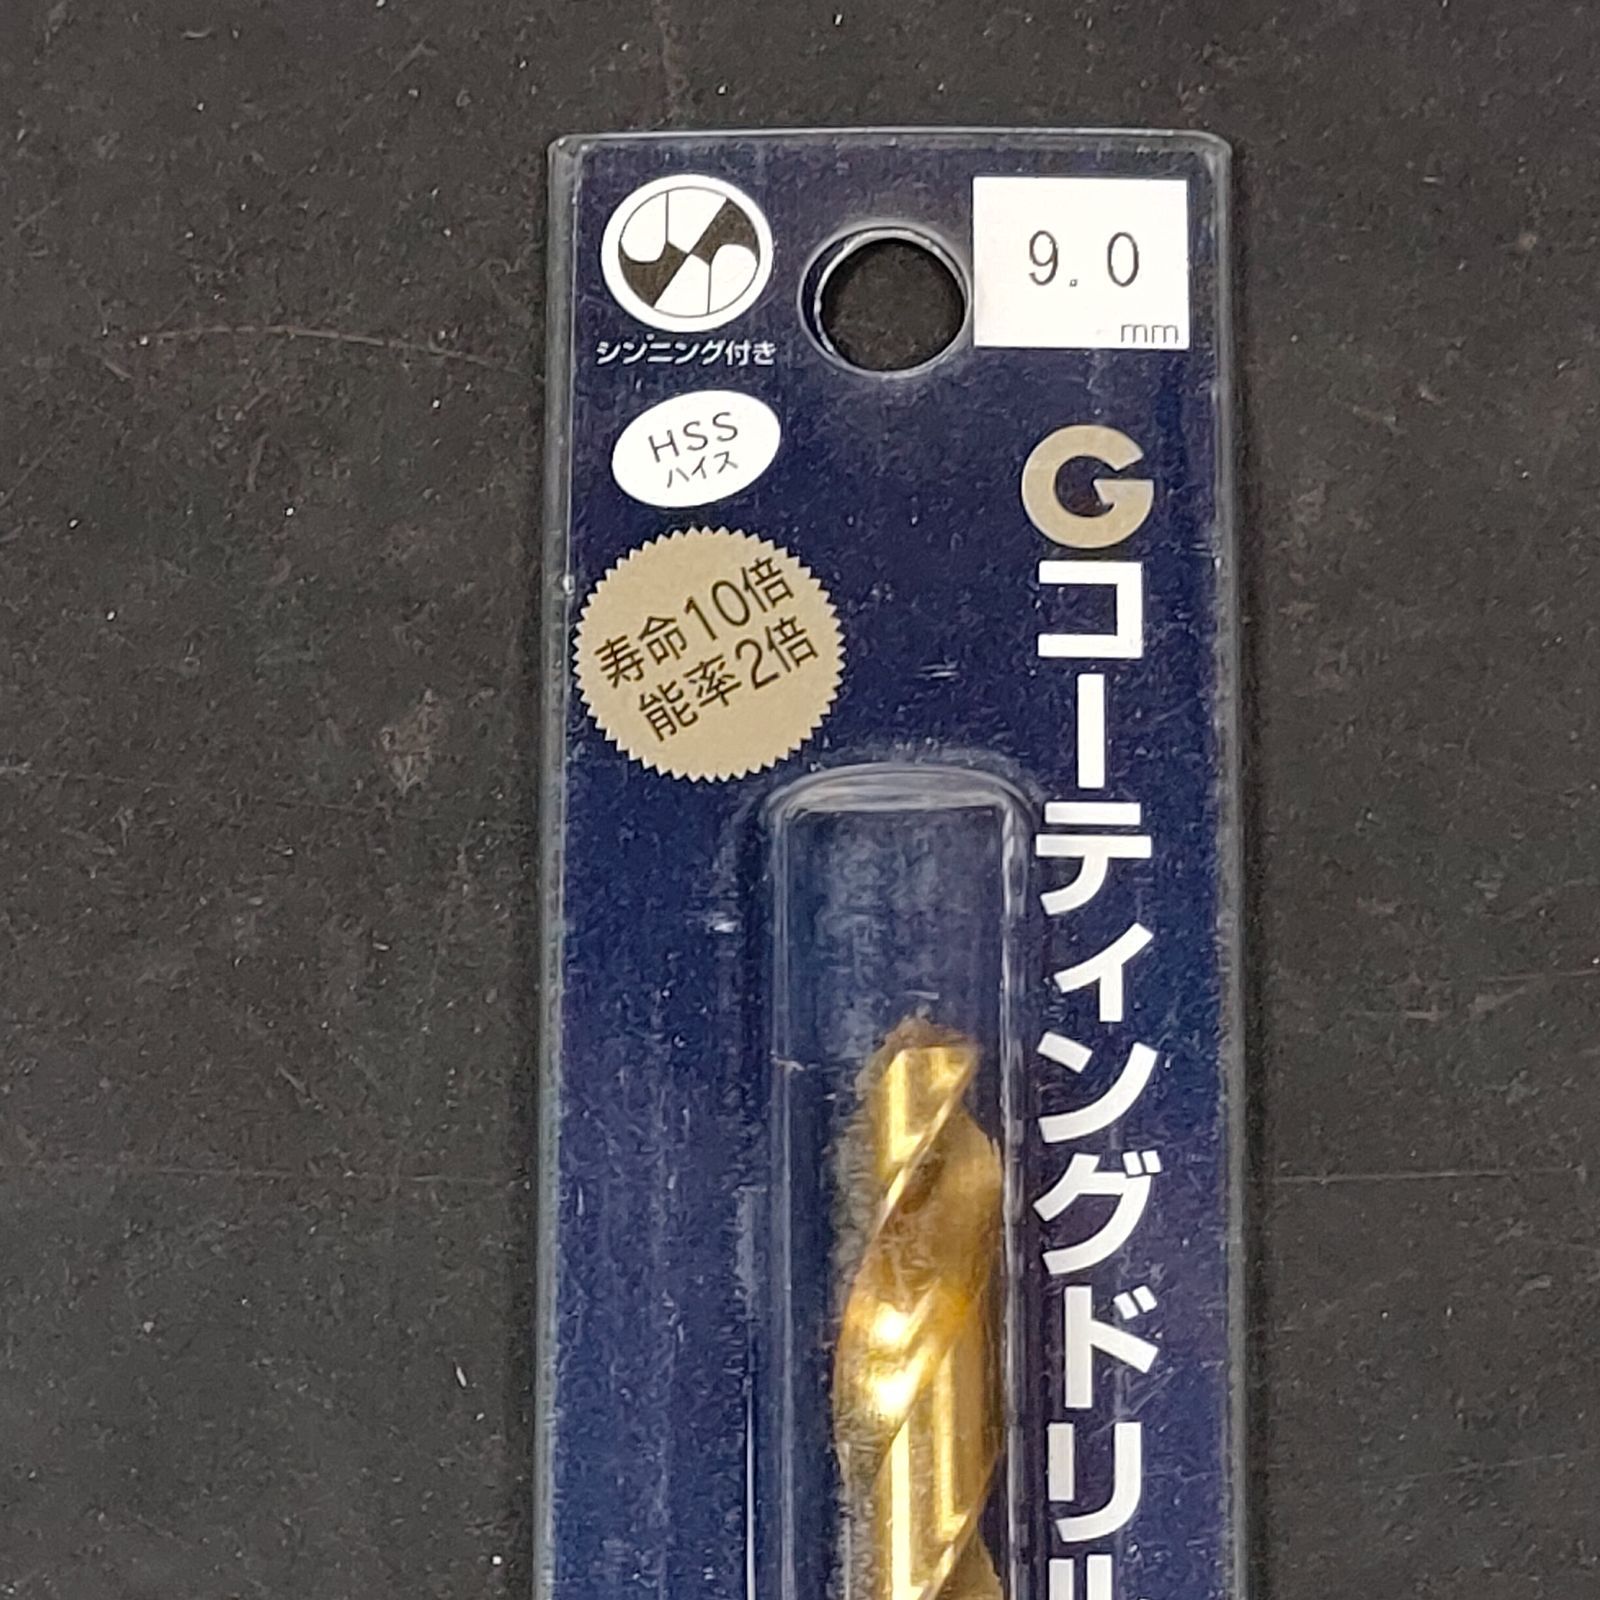 シンニング付き
9.0
mm
HSS
ハイス
寿命10倍
能率2倍
Gコーティングドリル